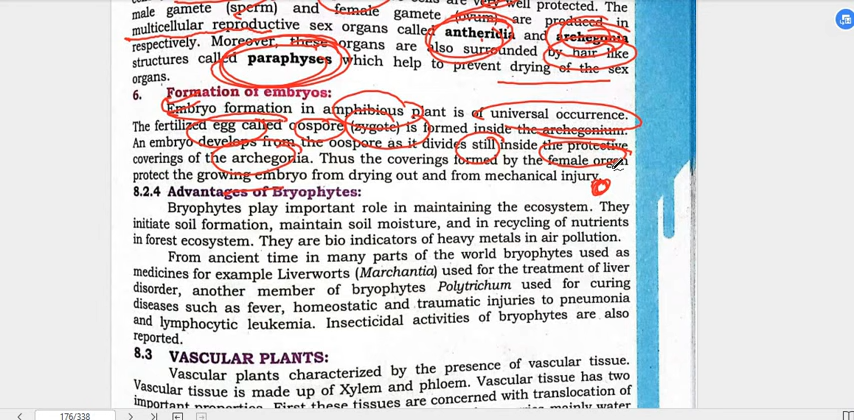 male gamete (sperm) and female gamete (ovum) are very well protected. The
are produced in
multicellular reproductive sex organs called antheridia and archegonia
respectively. Moreover, these organs are also surrounded by hair like
structures called paraphyses which help to prevent drying of the sex
organs.
6. Formation of embryos:
Embryo formation in amphibious plant is of universal occurrence.
The fertilized egg called oospore (zygote) is formed inside the archegonium.
An embryo develops from the oospore as it divides still inside the protective
coverings of the archegonia. Thus the coverings formed by the female organ
protect the growing embryo from drying out and from mechanical injury.
8.2.4 Advantages of Bryophytes:
Bryophytes play important role in maintaining the ecosystem. They
initiate soil formation, maintain soil moisture, and in recycling of nutrients
in forest ecosystem. They are bio indicators of heavy metals in air pollution.
From ancient time in many parts of the world bryophytes used as
medicines for example Liverworts (Marchantia) used for the treatment of liver
disorder, another member of bryophytes Polytrichum used for curing
diseases such as fever, homeostatic and traumatic injuries to pneumonia
and lymphocytic leukemia. Insecticidal activities of bryophytes are also
reported.
8.3 VASCULAR PLANTS:
Vascular plants characterized by the presence of vascular tissue.
Vascular tissue is made up of Xylem and phloem. Vascular tissue has two
important properties. First these tissues are concerned with translocation of
mainly water
176/338